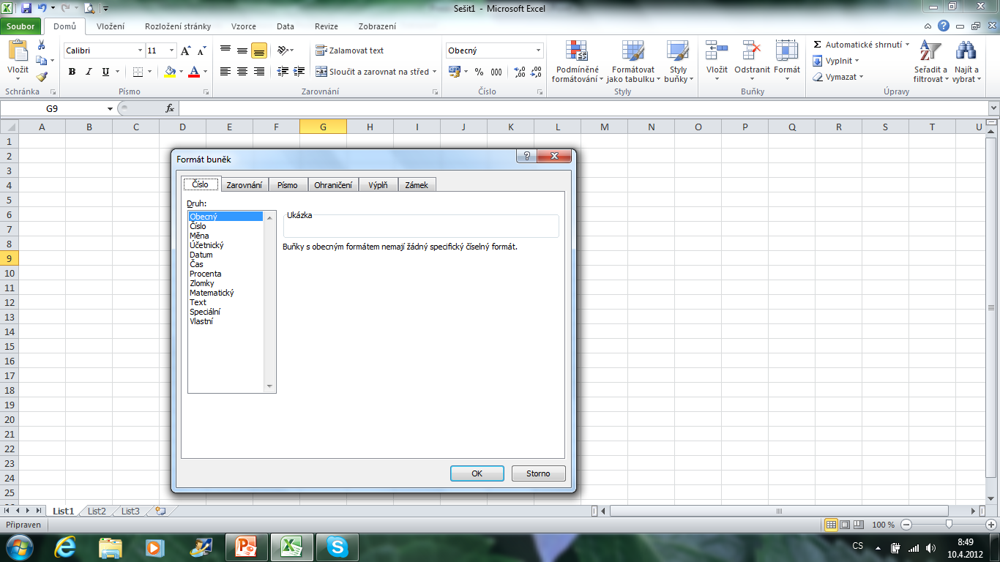 Sešit1 - Microsoft Excel
Soubor Domů Vložení Rozložení stránky Vzorce Data Revize Zobrazení
Vložit
Schránka
Calibri 11
B I U A
Písmo
Zalamovat text
Sloučit a zarovnat na střed
Zarovnání
Obecný
% 000
Číslo
Podmíněné formátování
Formátovat jako tabulku
Styly buňky
Styly
Vložit Odstranit Formát
Buňky
Σ Automatické shrnutí
Vyplnit
Vymazat
Seřadit a filtrovat
Najít a vybrat
Úpravy
G9 fx
A B C D E F G H I J K L M N O P Q R S T U
1
2
3
4
5
6
7
8
9
10
11
12
13
14
15
16
17
18
19
20
21
22
23
24
25
Formát buněk
Číslo Zarovnání Písmo Ohraničení Výplň Zámek
Druh:
Obecný
Číslo
Měna
Účetnický
Datum
Čas
Procenta
Zlomky
Matematický
Text
Speciální
Vlastní
Ukázka
Buňky s obecným formátem nemají žádný specifický číselný formát.
OK Storno
List1 List2 List3
Připraven 100 %
CS 8:49
10.4.2012